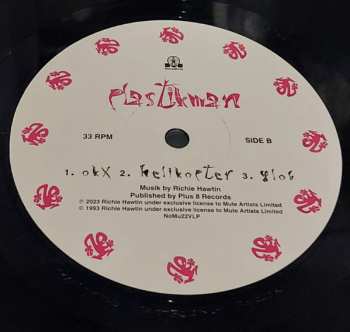 plastikman
33 RPM
SIDE B
1. okx 2. helikopter 3. glob
Musik by Richie Hawtin
Published by Plus 8 Records
℗ 2023 Richie Hawtin under exclusive license to Mute Artists Limited
© 1993 Richie Hawtin under exclusive license to Mute Artists Limited
NoMu22VLP